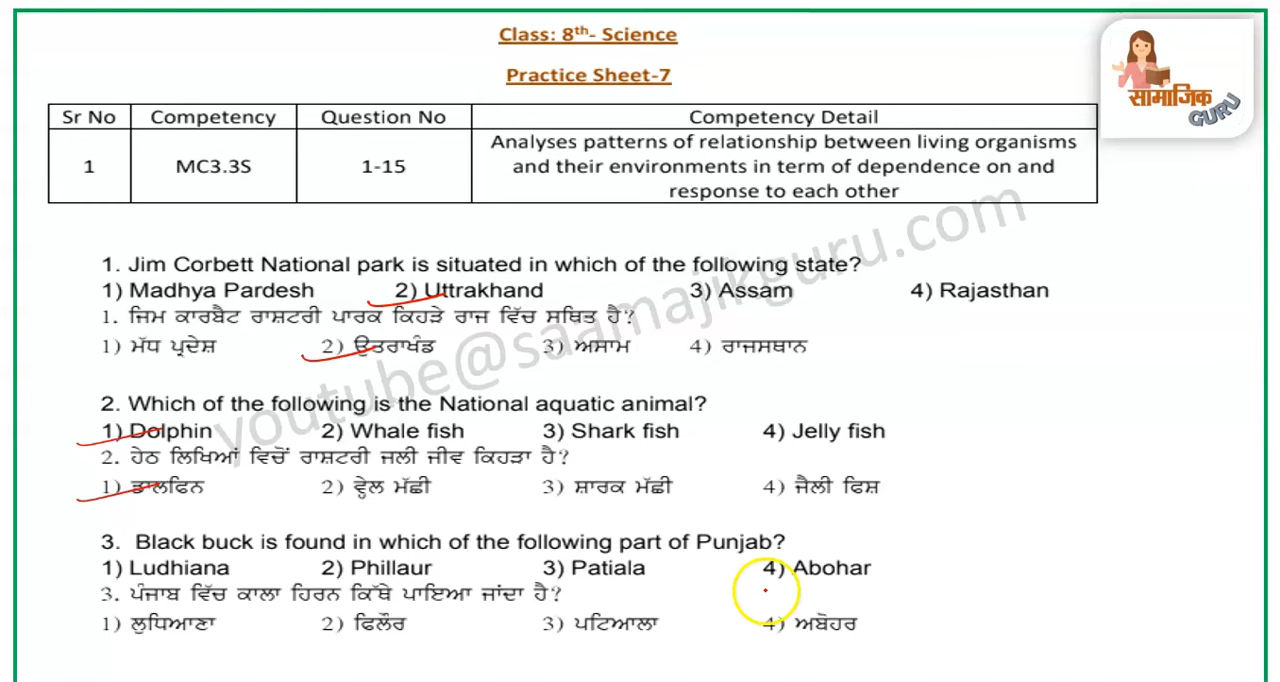 Class: 8th- Science
Practice Sheet-7
सामाजिक
GURU
Sr No Competency Question No Competency Detail
1 MC3.3S 1-15 Analyses patterns of relationship between living organisms
and their environments in term of dependence on and
response to each other
youtube@saamajikguru.com
1. Jim Corbett National park is situated in which of the following state?
1) Madhya Pardesh 2) Uttrakhand 3) Assam 4) Rajasthan
1. ਜਿਮ ਕਾਰਬੈਟ ਰਾਸ਼ਟਰੀ ਪਾਰਕ ਕਿਹੜੇ ਰਾਜ ਵਿੱਚ ਸਥਿਤ ਹੈ?
1) ਮੱਧ ਪ੍ਰਦੇਸ਼ 2) ਉਤਰਾਖੰਡ 3) ਅਸਾਮ 4) ਰਾਜਸਥਾਨ
2. Which of the following is the National aquatic animal?
1) Dolphin 2) Whale fish 3) Shark fish 4) Jelly fish
2. ਹੇਠ ਲਿਖਿਆਂ ਵਿਚੋਂ ਰਾਸ਼ਟਰੀ ਜਲੀ ਜੀਵ ਕਿਹੜਾ ਹੈ?
1) ਡਾਲਫਿਨ 2) ਵ੍ਹੇਲ ਮੱਛੀ 3) ਸ਼ਾਰਕ ਮੱਛੀ 4) ਜੈਲੀ ਫਿਸ਼
3. Black buck is found in which of the following part of Punjab?
1) Ludhiana 2) Phillaur 3) Patiala 4) Abohar
3. ਪੰਜਾਬ ਵਿੱਚ ਕਾਲਾ ਹਿਰਨ ਕਿੱਥੇ ਪਾਇਆ ਜਾਂਦਾ ਹੈ?
1) ਲੁਧਿਆਣਾ 2) ਫਿਲੌਰ 3) ਪਟਿਆਲਾ 4) ਅਬੋਹਰ